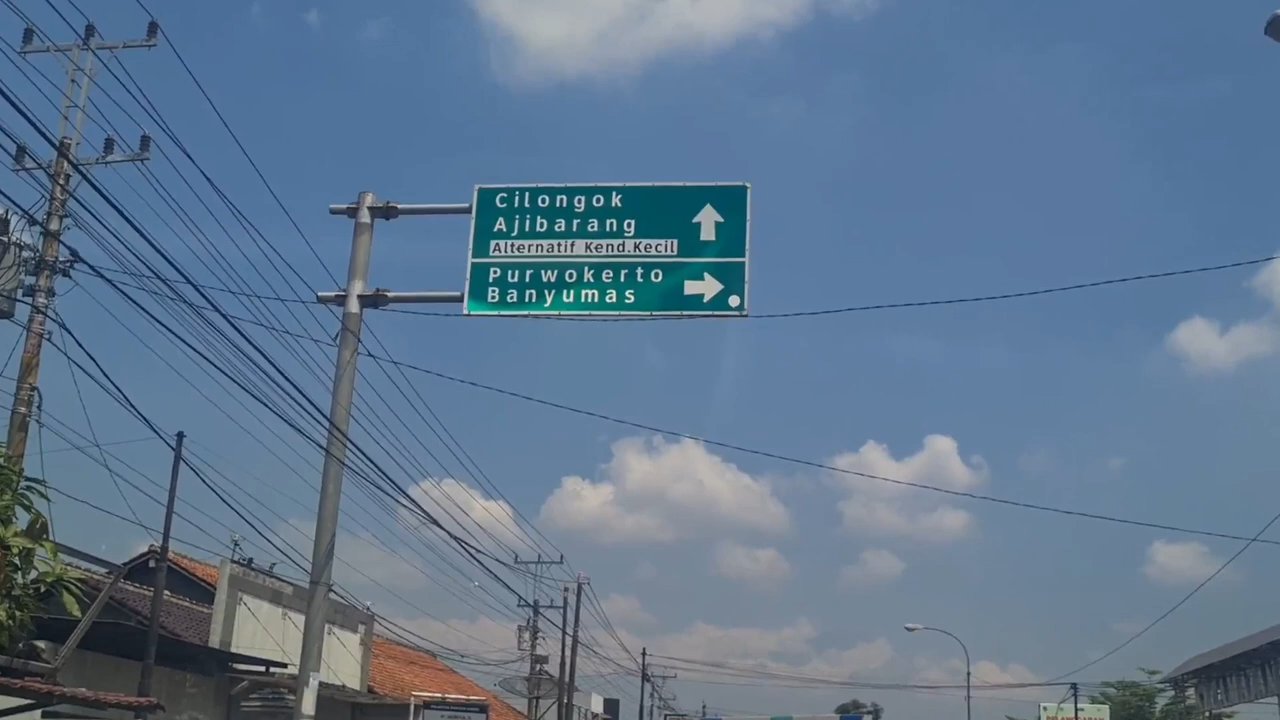 Cilongok
Ajibarang
Alternatif Kend.Kecil
Purwokerto
Banyumas